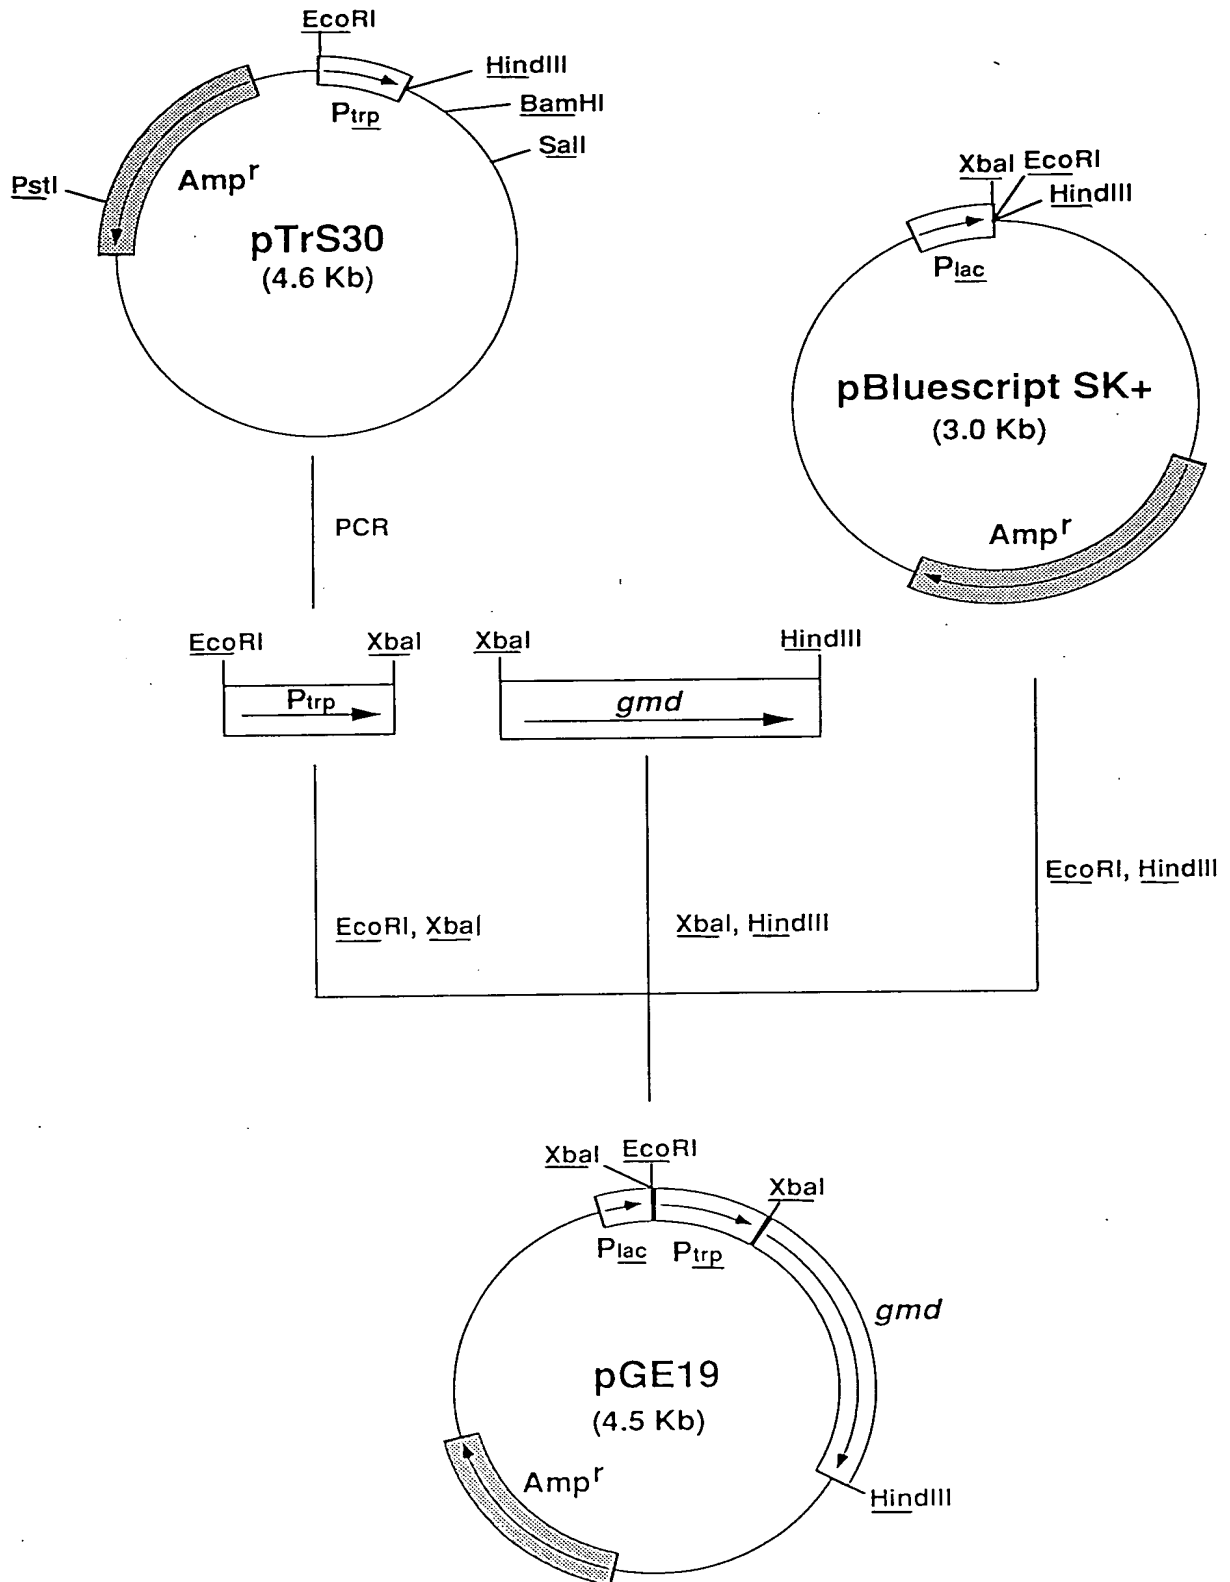 EcoRI
HindIII
Ptrp
BamHI
SalI
PstI
Ampr
pTrS30
(4.6 Kb)
XbaI EcoRI
HindIII
Plac
pBluescript SK+
(3.0 Kb)
Ampr
PCR
EcoRI
XbaI
XbaI
HindIII
Ptrp
gmd
EcoRI, XbaI
XbaI, HindIII
EcoRI, HindIII
XbaI
EcoRI
XbaI
Plac
Ptrp
gmd
pGE19
(4.5 Kb)
Ampr
HindIII